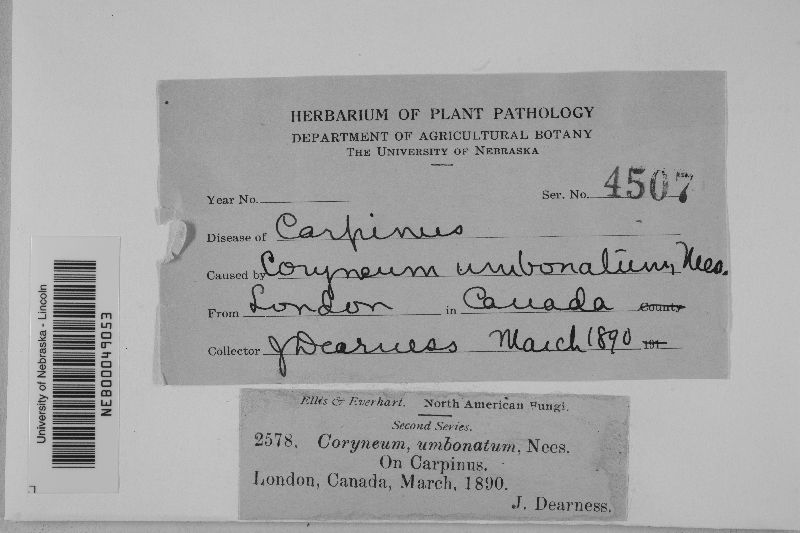 HERBARIUM OF PLANT PATHOLOGY
DEPARTMENT OF AGRICULTURAL BOTANY
THE UNIVERSITY OF NEBRASKA
Year No. Ser. No. 4507
Disease of Carpinus
Caused by Coryneum umbonatum, Nees.
From London in Canada County
Collector J Dearness March 1890 191
University of Nebraska - Lincoln
NEB00049053
Ellis & Everhart. North American Fungi.
Second Series.
2578. Coryneum, umbonatum, Nees.
On Carpinus.
London, Canada, March, 1890.
J. Dearness.